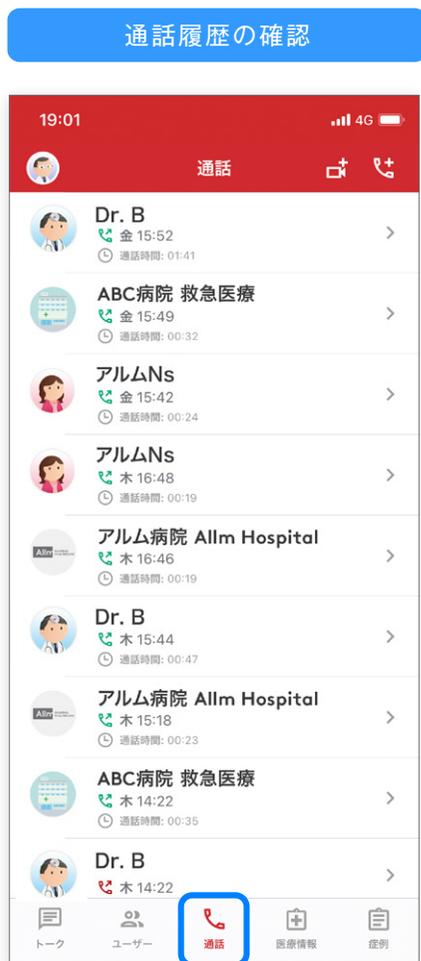 通話履歴の確認
19:01
4G
通話
Dr. B
金 15:52
通話時間: 01:41
ABC病院 救急医療
金 15:49
通話時間: 00:32
アルムNs
金 15:42
通話時間: 00:24
アルムNs
木 16:48
通話時間: 00:19
アルム病院 Allm Hospital
Allm
木 16:46
通話時間: 00:19
Dr. B
木 15:44
通話時間: 00:47
アルム病院 Allm Hospital
Allm
木 15:18
通話時間: 00:23
ABC病院 救急医療
木 14:22
通話時間: 00:35
Dr. B
木 14:22
トーク
ユーザー
通話
医療情報
症例